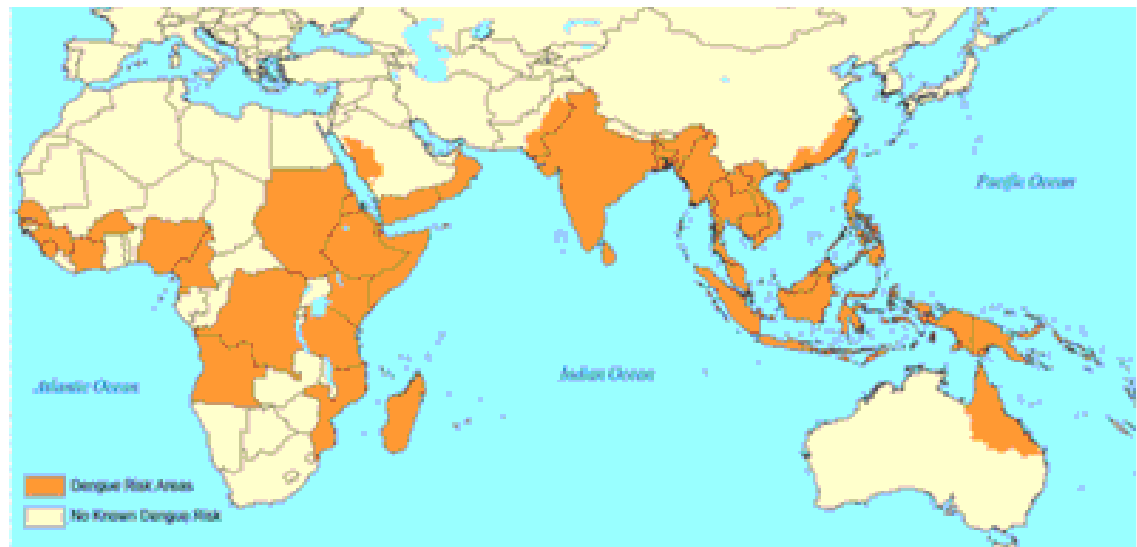 Pacific Ocean
Indian Ocean
Atlantic Ocean
Dengue Risk Areas
No Known Dengue Risk